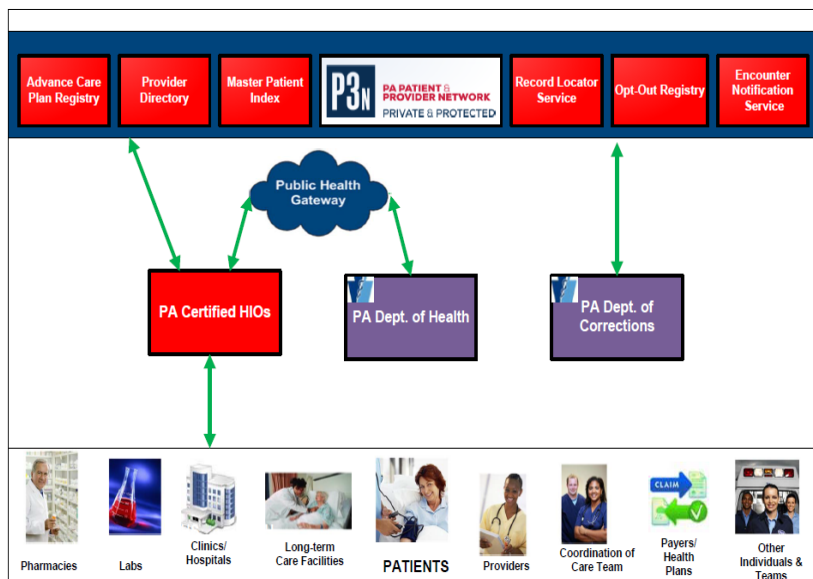 Advance Care
Plan Registry
Provider
Directory
Master Patient
Index
P3N
PA PATIENT &
PROVIDER NETWORK
PRIVATE & PROTECTED
Record Locator
Service
Opt-Out Registry
Encounter
Notification
Service
Public Health
Gateway
PA Certified HIOs
PA Dept. of Health
PA Dept. of
Corrections
CLAIM
Pharmacies
Labs
Clinics/
Hospitals
Long-term
Care Facilities
PATIENTS
Providers
Coordination of
Care Team
Payers/
Health
Plans
Other
Individuals &
Teams